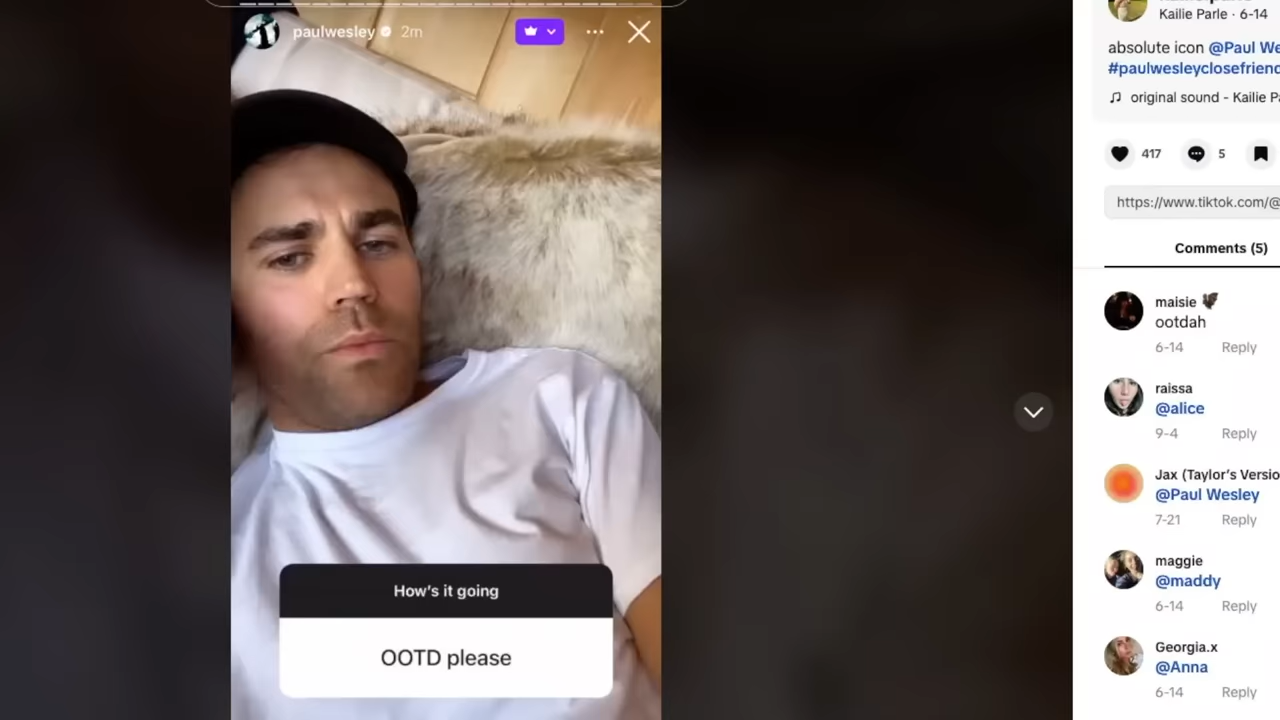 paulwesley 2m
How's it going
OOTD please
Kailie Parle · 6-14
absolute icon @Paul We
#paulwesleyclosefriend
original sound - Kailie Pa
417
5
https://www.tiktok.com/@
Comments (5)
maisie
ootdah
6-14 Reply
raissa
@alice
9-4 Reply
Jax (Taylor's Versio
@Paul Wesley
7-21 Reply
maggie
@maddy
6-14 Reply
Georgia.x
@Anna
6-14 Reply